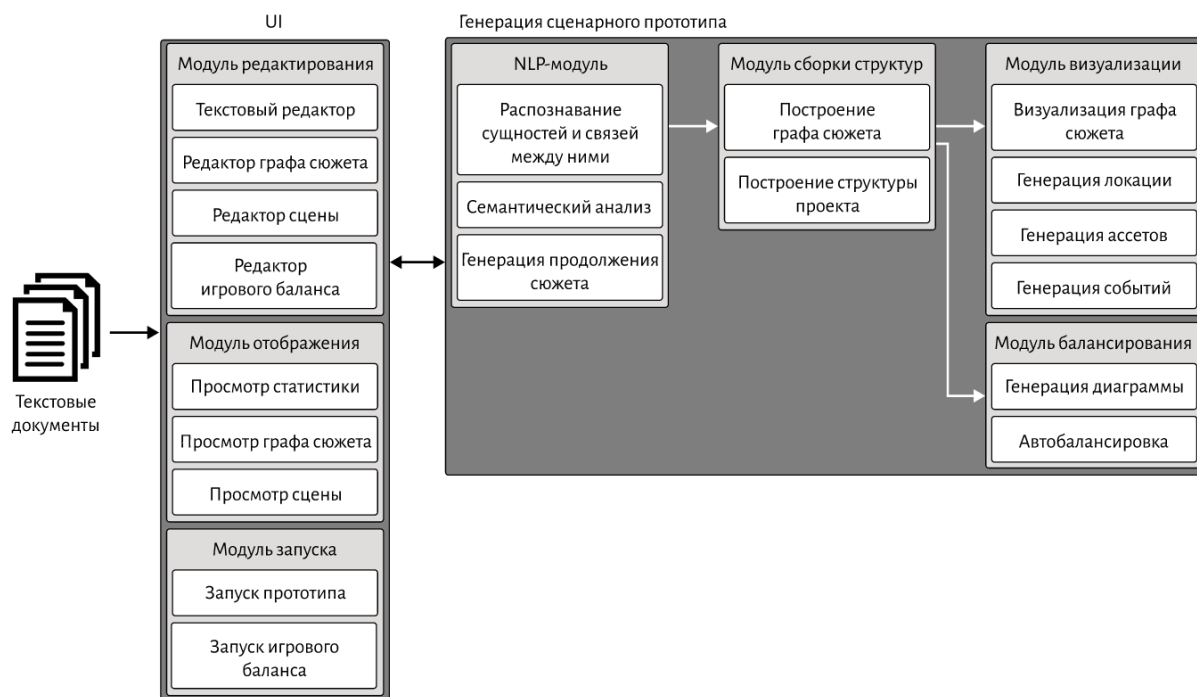 UI
Генерация сценарного прототипа
Текстовые
документы
Модуль редактирования
Текстовый редактор
Редактор графа сюжета
Редактор сцены
Редактор
игрового баланса
Модуль отображения
Просмотр статистики
Просмотр графа сюжета
Просмотр сцены
Модуль запуска
Запуск прототипа
Запуск игрового
баланса
NLP-модуль
Распознавание
сущностей и связей
между ними
Семантический анализ
Генерация продолжения
сюжета
Модуль сборки структур
Построение
графа сюжета
Построение структуры
проекта
Модуль визуализации
Визуализация графа
сюжета
Генерация локации
Генерация ассетов
Генерация событий
Модуль балансирования
Генерация диаграммы
Автобалансировка